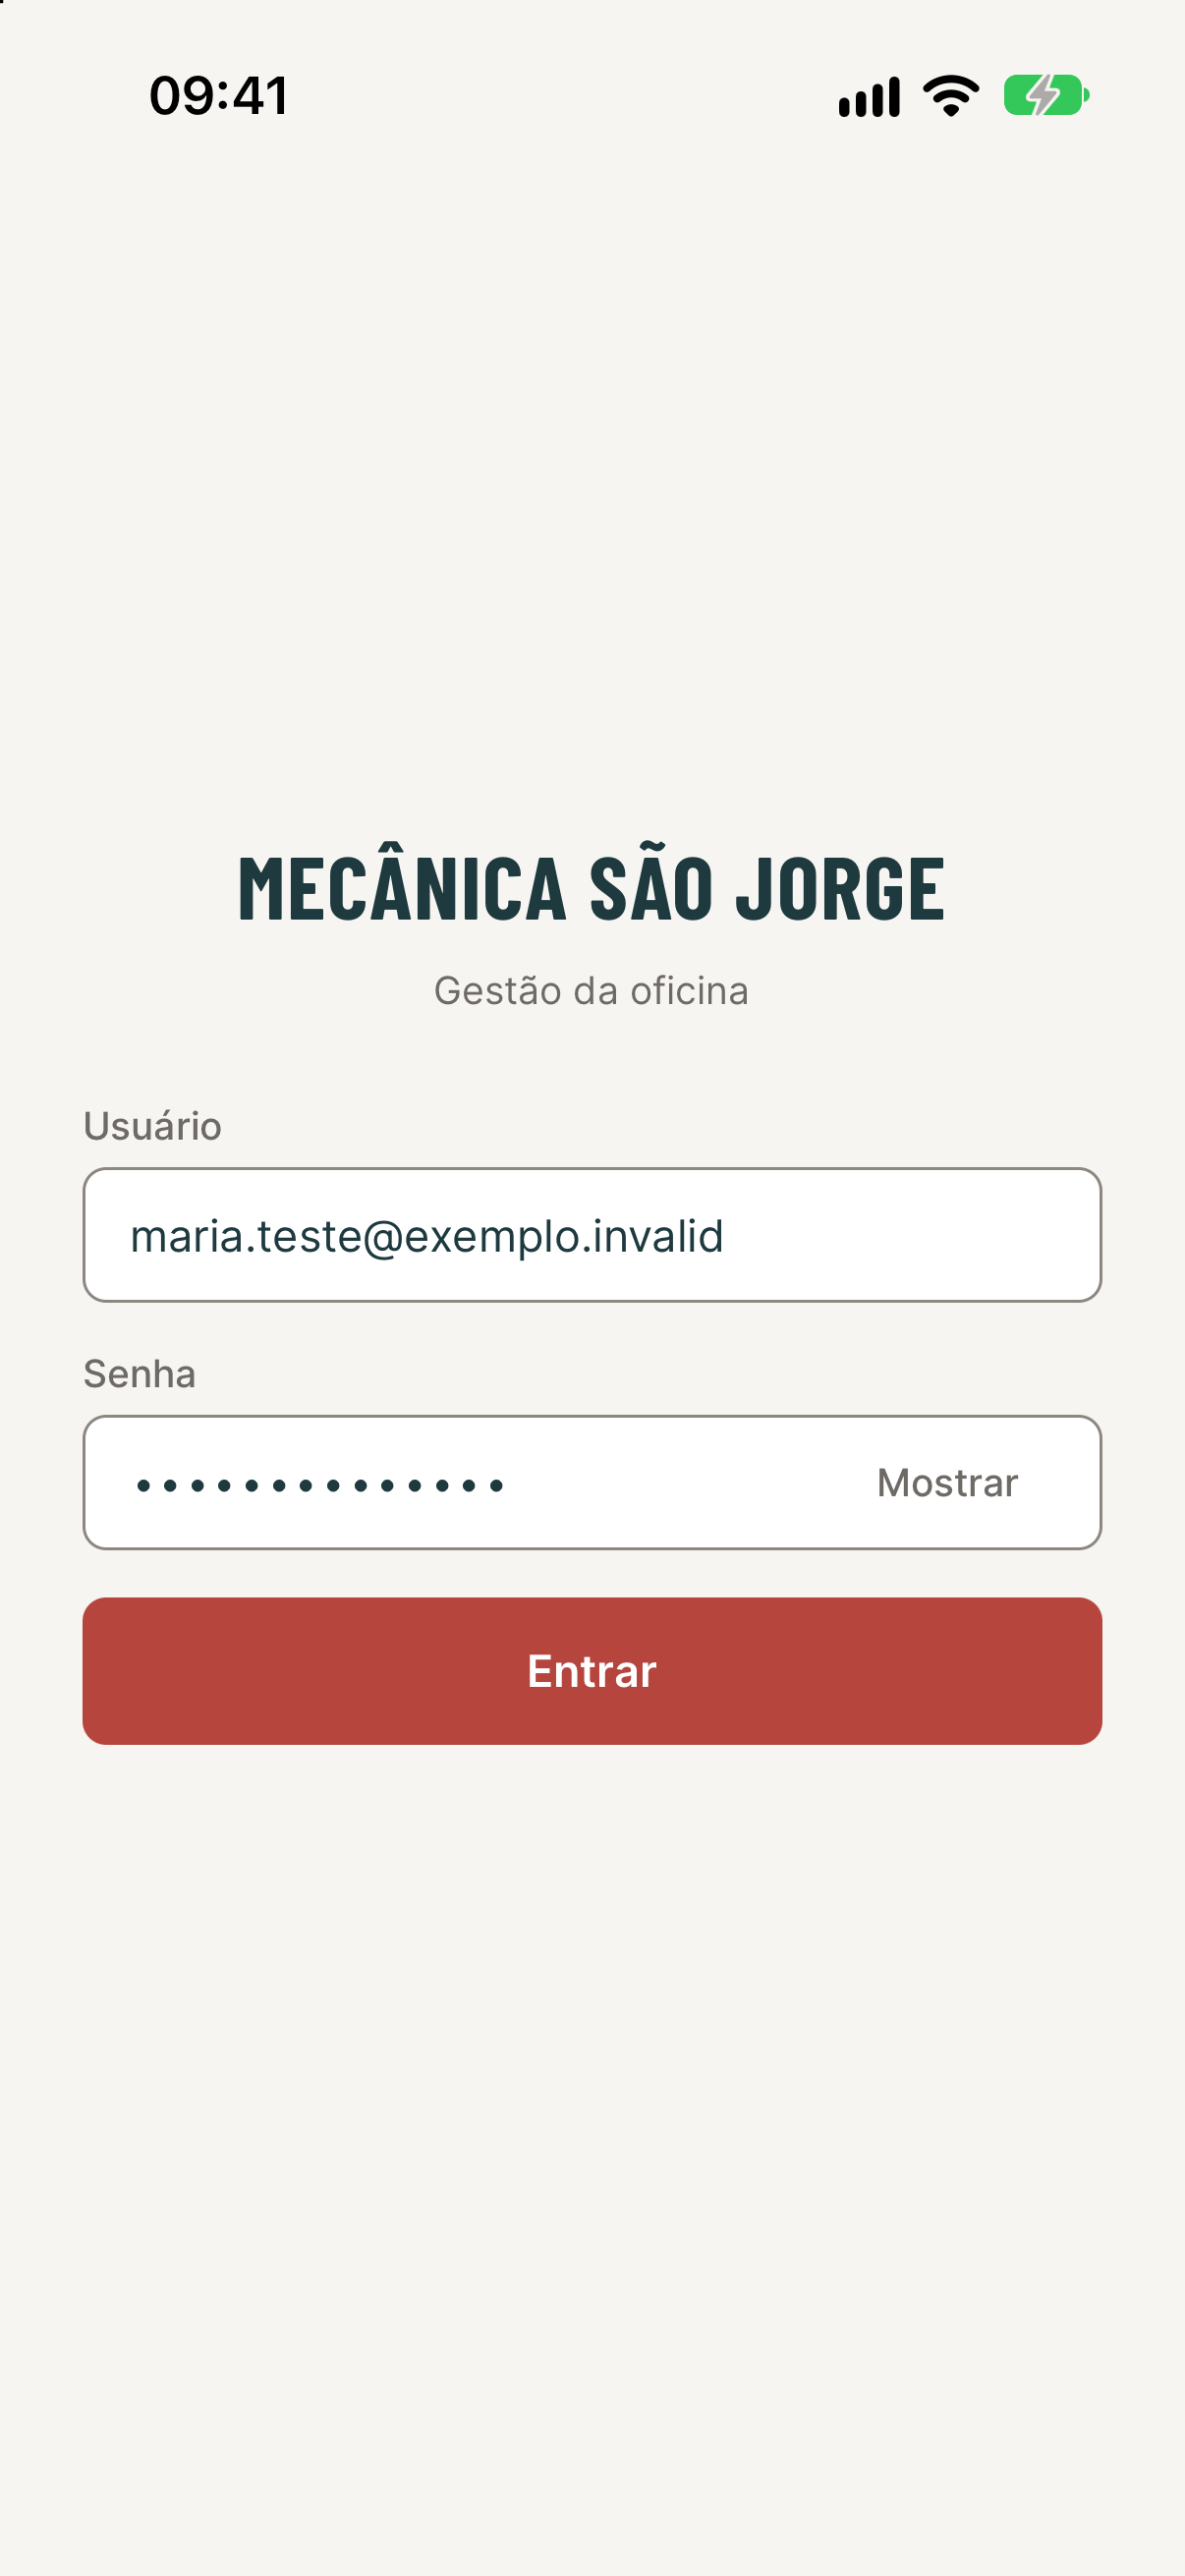 09:41
MECÂNICA SÃO JORGE
Gestão da oficina
Usuário
maria.teste@exemplo.invalid
Senha
••••••••••••••
Mostrar
Entrar